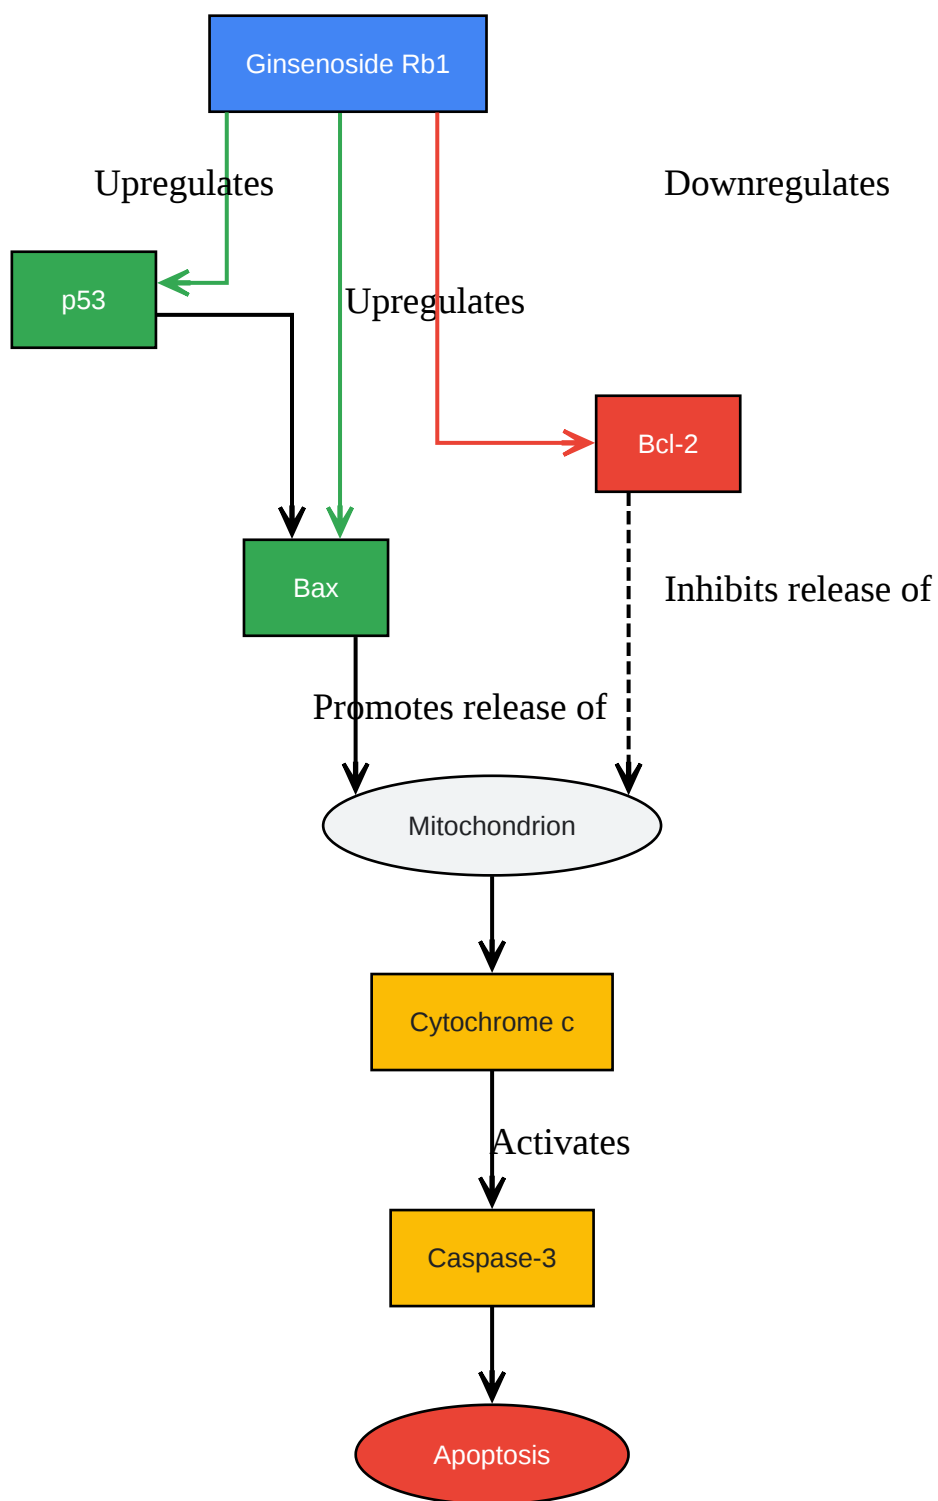 Ginsenoside Rb1
Upregulates
Downregulates
p53
Upregulates
Bcl-2
Bax
Inhibits release of
Promotes release of
Mitochondrion
Cytochrome c
Activates
Caspase-3
Apoptosis